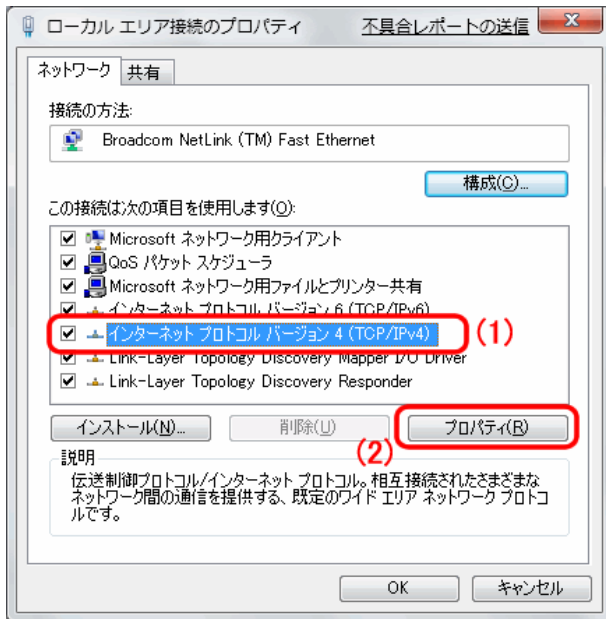 ローカル エリア接続のプロパティ 不具合レポートの送信
ネットワーク 共有
接続の方法:
Broadcom NetLink (TM) Fast Ethernet
構成(C)...
この接続は次の項目を使用します(O):
Microsoft ネットワーク用クライアント
QoS パケット スケジューラ
Microsoft ネットワーク用ファイルとプリンター共有
インターネット プロトコル バージョン 6 (TCP/IPv6)
インターネット プロトコル バージョン 4 (TCP/IPv4) (1)
Link-Layer Topology Discovery Mapper I/O Driver
Link-Layer Topology Discovery Responder
インストール(N)... 削除(U) プロパティ(R)
(2)
説明
伝送制御プロトコル/インターネット プロトコル。相互接続されたさまざまな
ネットワーク間の通信を提供する、既定のワイド エリア ネットワーク プロトコ
ルです。
OK キャンセル